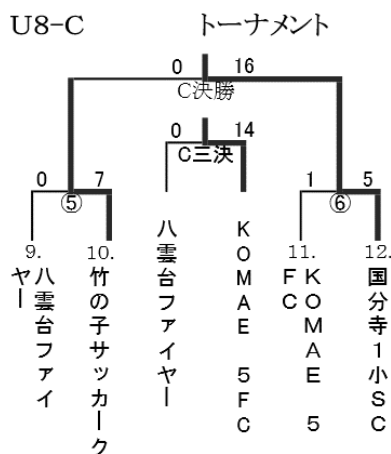 U8-C トーナメント
0 16
C決勝
0 14
C三決
0 7
⑤
1 5
⑥
9.
八雲台ファイ
ヤー
10.
竹の子サッカーク
八雲台ファイヤー
KOMAE 5FC
11.
KOMAE 5
FC
12.
国分寺1小SC